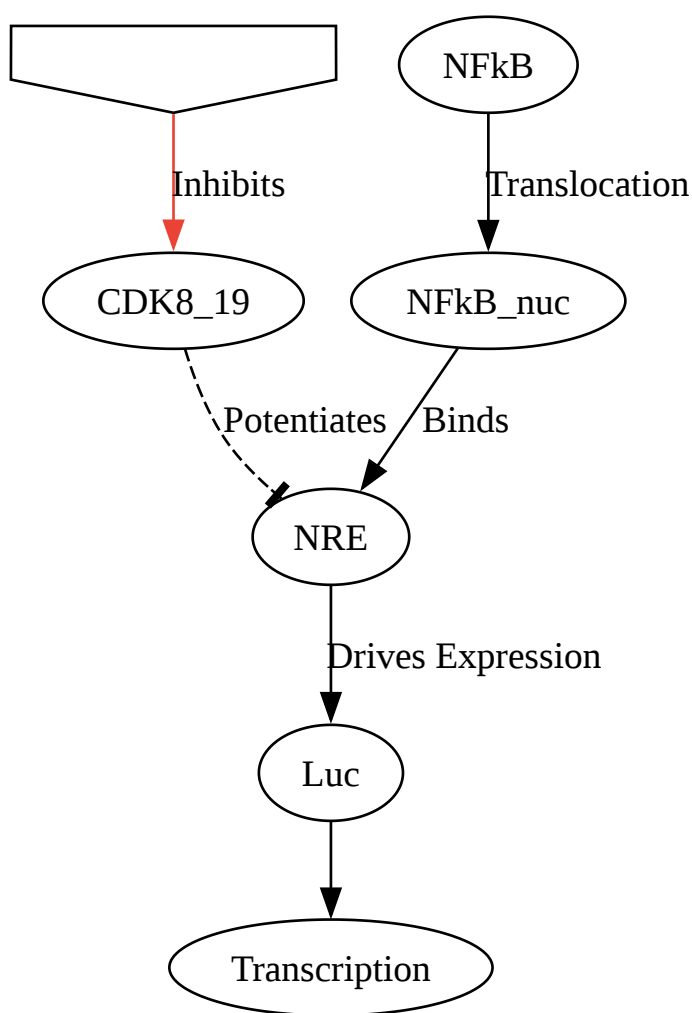 NFkB
Inhibits
Translocation
CDK8_19
NFkB_nuc
Potentiates
Binds
NRE
Drives Expression
Luc
Transcription